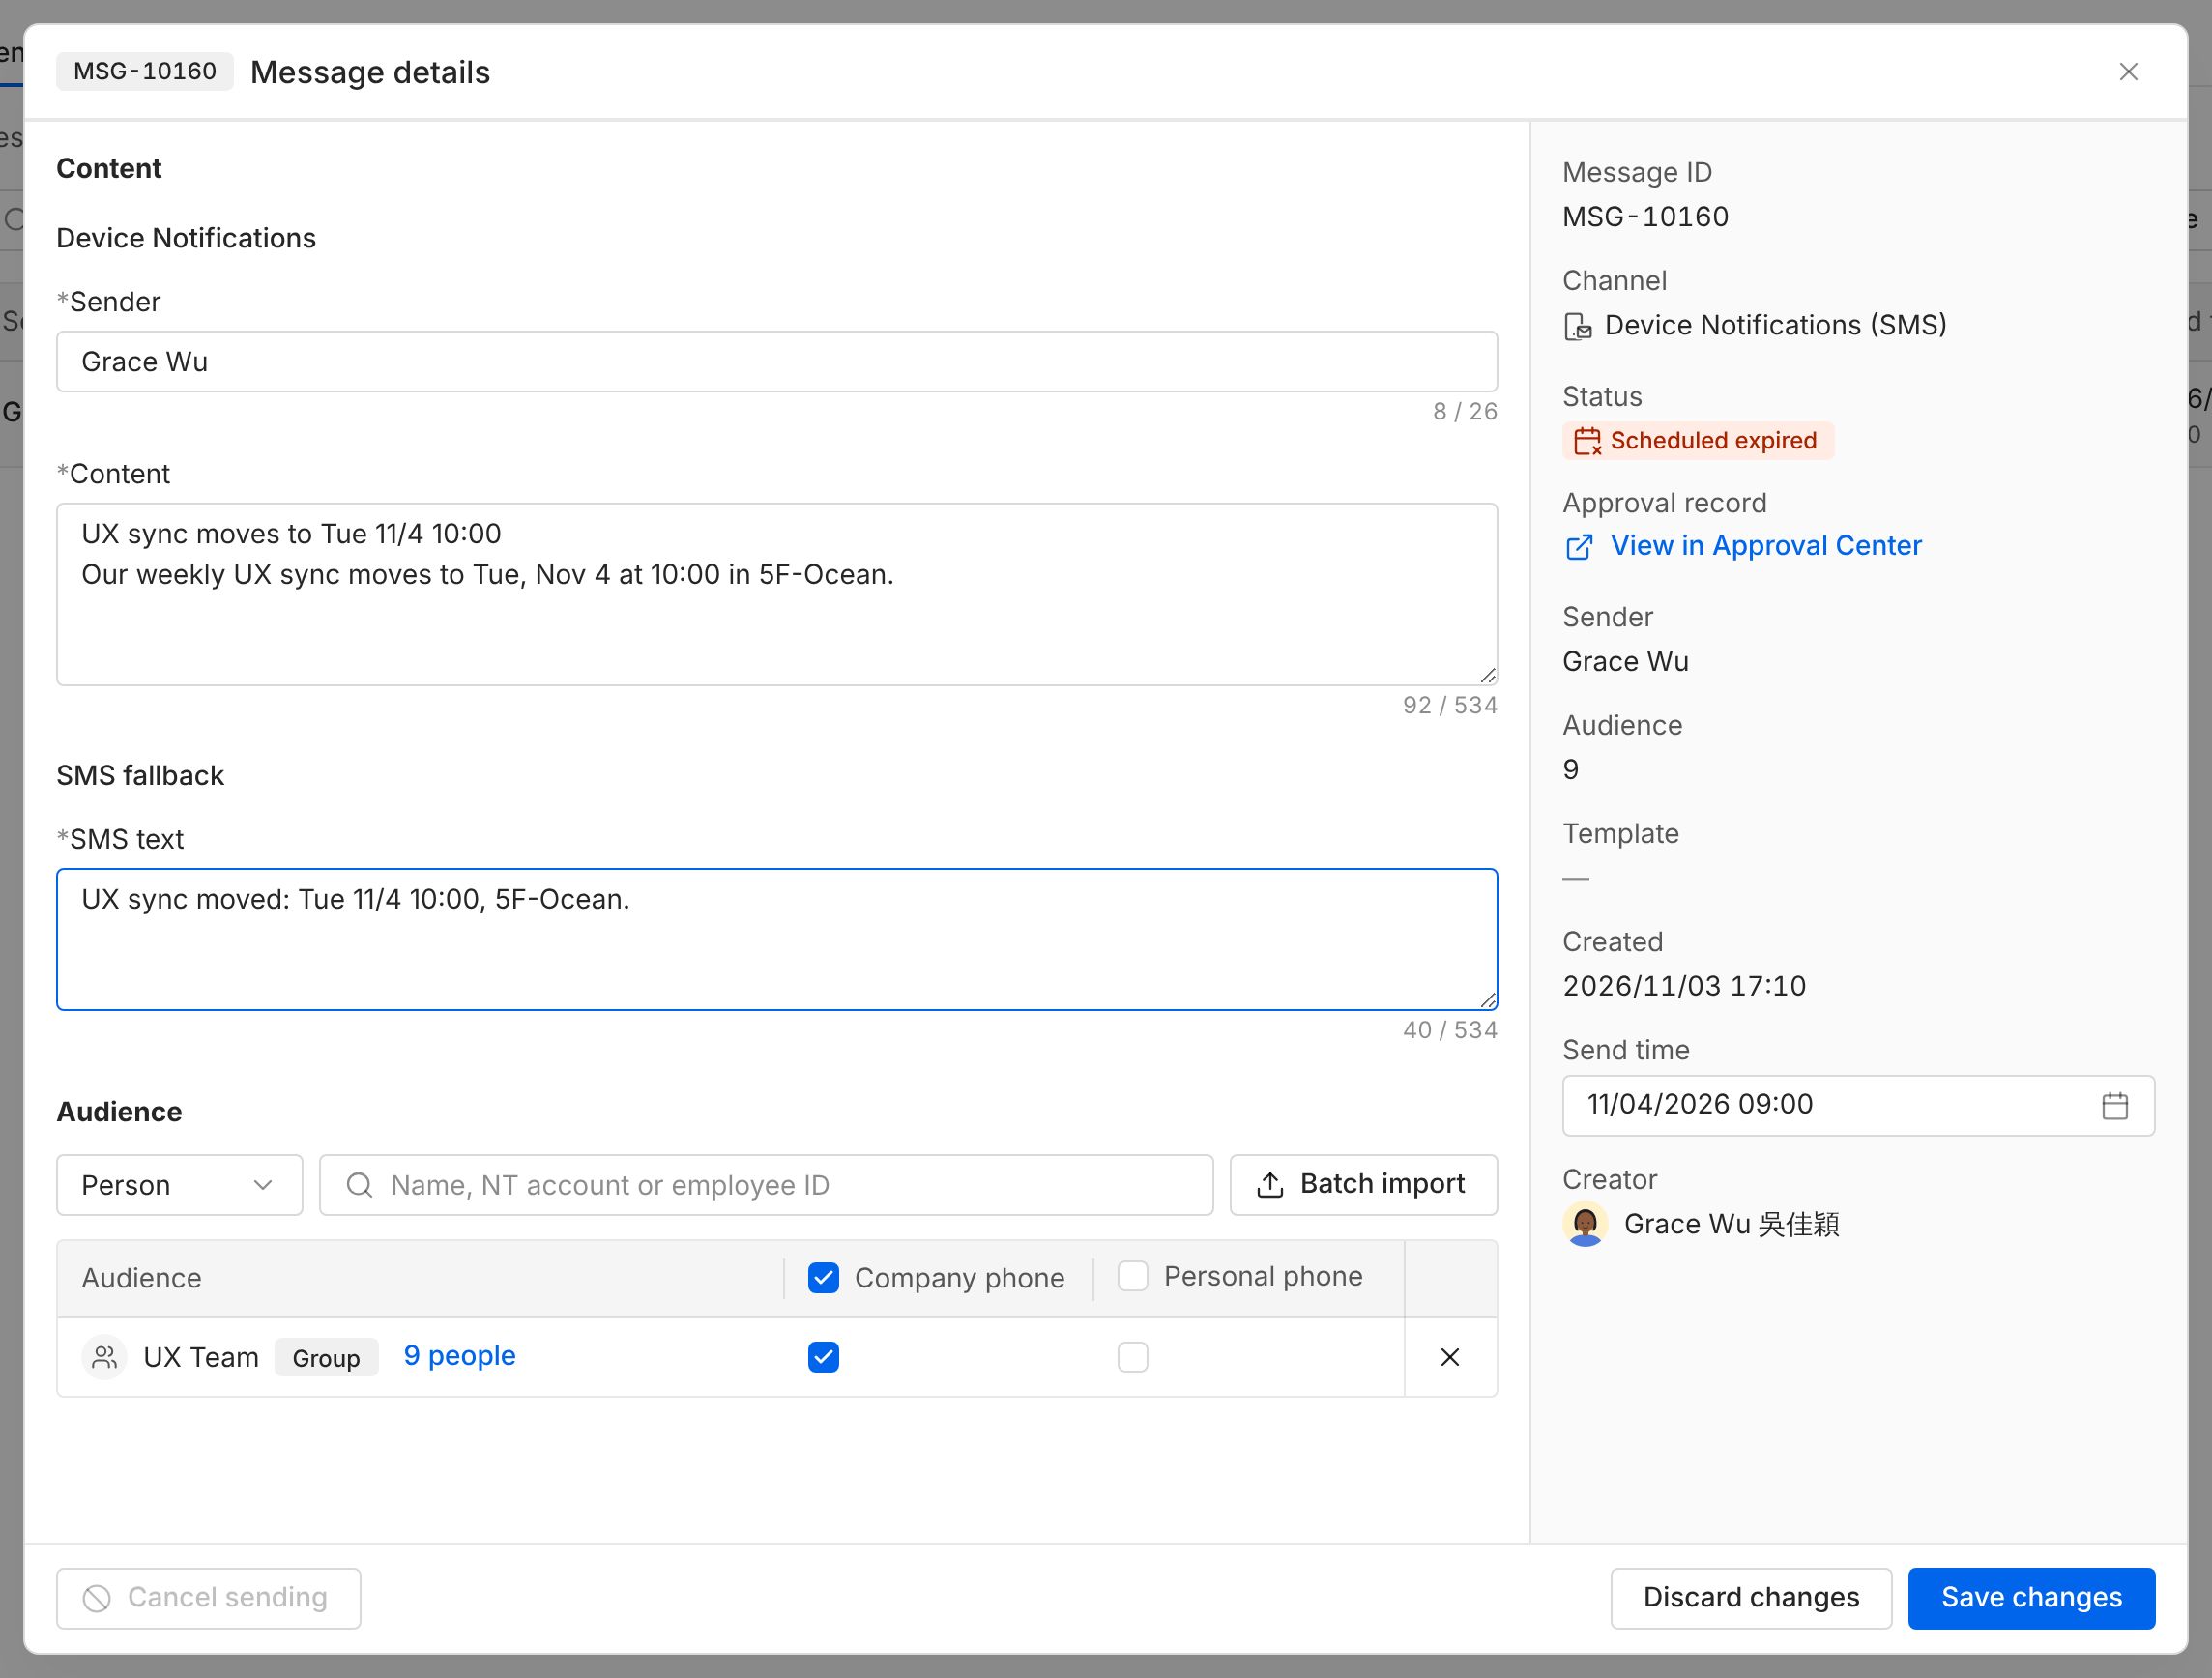 MSG-10160 Message details
Content
Device Notifications
*Sender
Grace Wu
8 / 26
*Content
UX sync moves to Tue 11/4 10:00
Our weekly UX sync moves to Tue, Nov 4 at 10:00 in 5F-Ocean.
92 / 534
SMS fallback
*SMS text
UX sync moved: Tue 11/4 10:00, 5F-Ocean.
40 / 534
Audience
Person
Name, NT account or employee ID
Batch import
Audience Company phone Personal phone
UX Team Group 9 people
Message ID
MSG-10160
Channel
Device Notifications (SMS)
Status
Scheduled expired
Approval record
View in Approval Center
Sender
Grace Wu
Audience
9
Template
—
Created
2026/11/03 17:10
Send time
11/04/2026 09:00
Creator
Grace Wu 吳佳穎
Cancel sending
Discard changes
Save changes